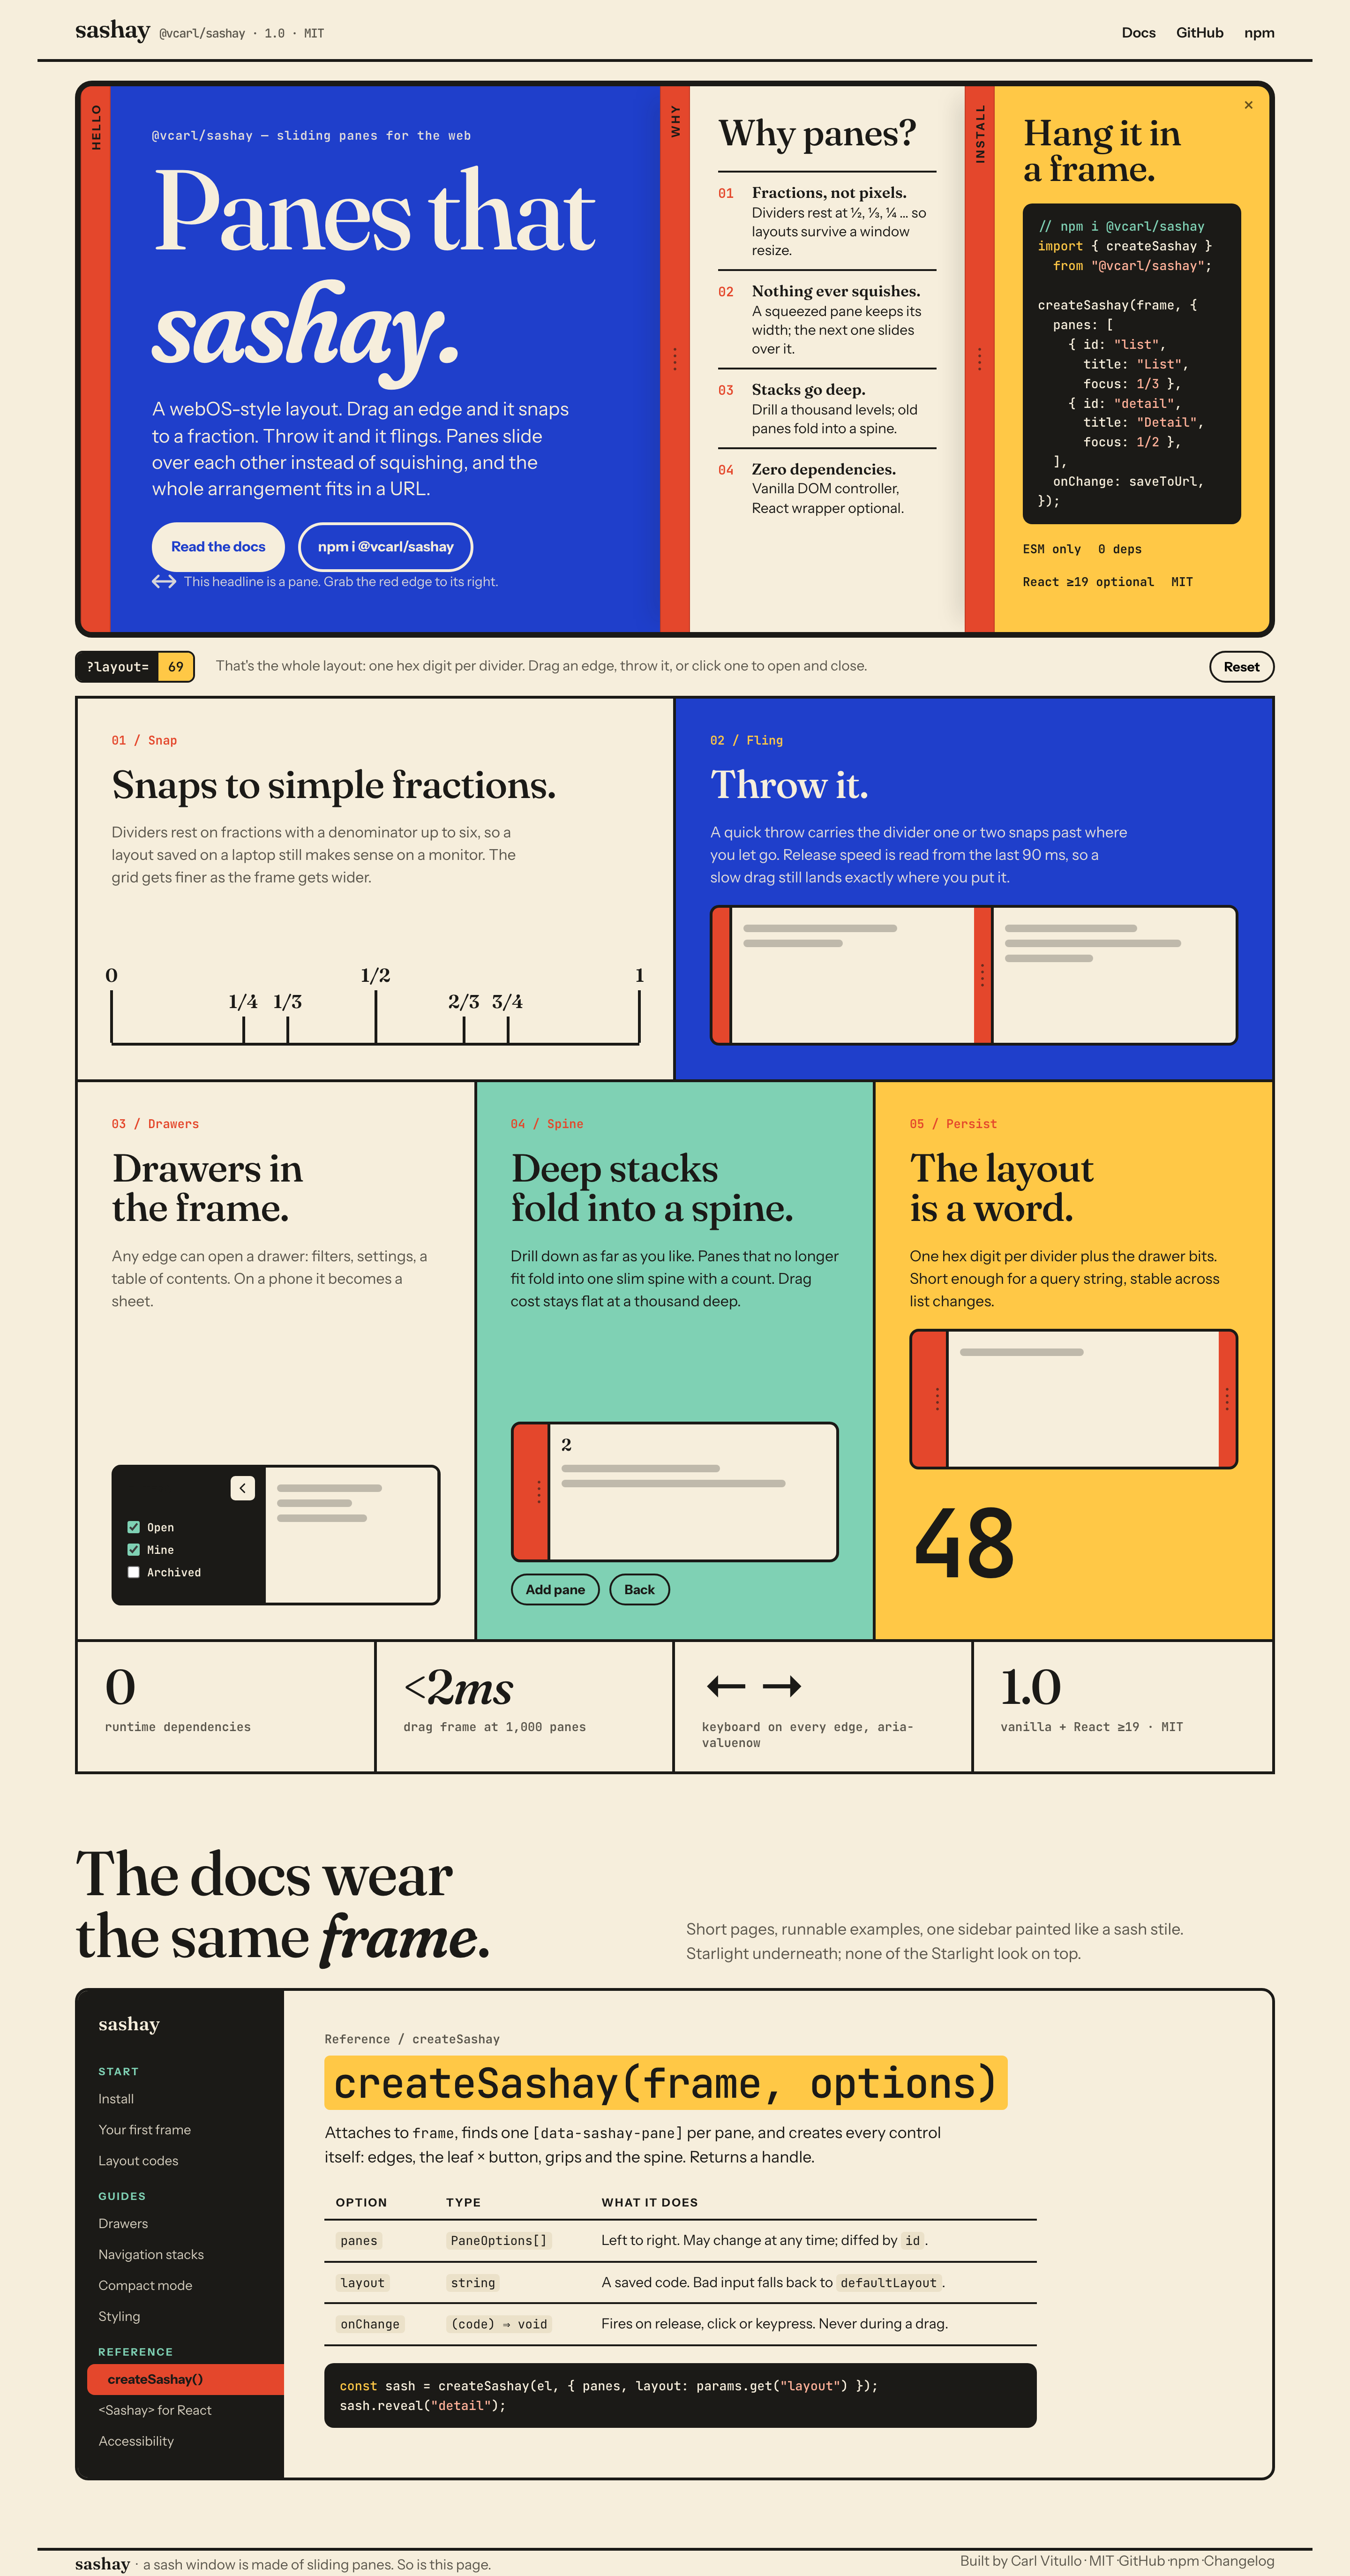 sashay @vcarl/sashay · 1.0 · MIT
Docs GitHub npm
HELLO
@vcarl/sashay — sliding panes for the web
Panes that
sashay.
A webOS-style layout. Drag an edge and it snaps
to a fraction. Throw it and it flings. Panes slide
over each other instead of squishing, and the
whole arrangement fits in a URL.
Read the docs
npm i @vcarl/sashay
This headline is a pane. Grab the red edge to its right.
WHY
Why panes?
01 Fractions, not pixels.
Dividers rest at ½, ⅓, ¼ ... so
layouts survive a window
resize.
02 Nothing ever squishes.
A squeezed pane keeps its
width; the next one slides
over it.
03 Stacks go deep.
Drill a thousand levels; old
panes fold into a spine.
04 Zero dependencies.
Vanilla DOM controller,
React wrapper optional.
INSTALL
×
Hang it in
a frame.
// npm i @vcarl/sashay
import { createSashay }
from "@vcarl/sashay";
createSashay(frame, {
panes: [
{ id: "list",
title: "List",
focus: 1/3 },
{ id: "detail",
title: "Detail",
focus: 1/2 },
],
onChange: saveToUrl,
});
ESM only 0 deps
React ≥19 optional MIT
?layout= 69
That's the whole layout: one hex digit per divider. Drag an edge, throw it, or click one to open and close.
Reset
01 / Snap
Snaps to simple fractions.
Dividers rest on fractions with a denominator up to six, so a
layout saved on a laptop still makes sense on a monitor. The
grid gets finer as the frame gets wider.
0 1/4 1/3 1/2 2/3 3/4 1
02 / Fling
Throw it.
A quick throw carries the divider one or two snaps past where
you let go. Release speed is read from the last 90 ms, so a
slow drag still lands exactly where you put it.
03 / Drawers
Drawers in
the frame.
Any edge can open a drawer: filters, settings, a
table of contents. On a phone it becomes a
sheet.
Open
Mine
Archived
04 / Spine
Deep stacks
fold into a spine.
Drill down as far as you like. Panes that no longer
fit fold into one slim spine with a count. Drag
cost stays flat at a thousand deep.
2
Add pane
Back
05 / Persist
The layout
is a word.
One hex digit per divider plus the drawer bits.
Short enough for a query string, stable across
list changes.
48
0
runtime dependencies
<2ms
drag frame at 1,000 panes
← →
keyboard on every edge, aria-
valuenow
1.0
vanilla + React ≥19 · MIT
The docs wear
the same frame.
Short pages, runnable examples, one sidebar painted like a sash stile.
Starlight underneath; none of the Starlight look on top.
sashay
START
Install
Your first frame
Layout codes
GUIDES
Drawers
Navigation stacks
Compact mode
Styling
REFERENCE
createSashay()
<Sashay> for React
Accessibility
Reference / createSashay
createSashay(frame, options)
Attaches to frame, finds one [data-sashay-pane] per pane, and creates every control
itself: edges, the leaf × button, grips and the spine. Returns a handle.
OPTION TYPE WHAT IT DOES
panes PaneOptions[] Left to right. May change at any time; diffed by id.
layout string A saved code. Bad input falls back to defaultLayout.
onChange (code) ⇒ void Fires on release, click or keypress. Never during a drag.
const sash = createSashay(el, { panes, layout: params.get("layout") });
sash.reveal("detail");
sashay · a sash window is made of sliding panes. So is this page.
Built by Carl Vitullo · MIT · GitHub · npm · Changelog